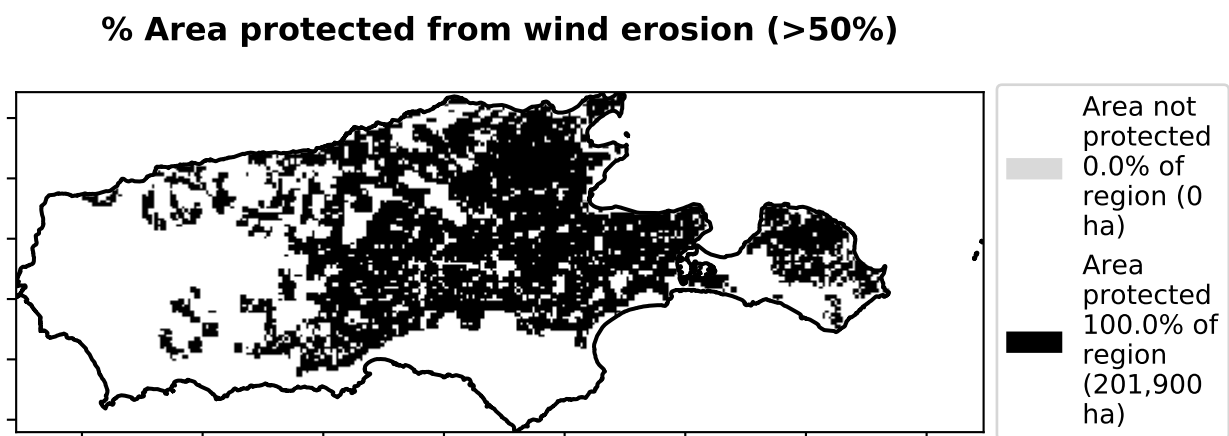 % Area protected from wind erosion (>50%)
Area not
protected
0.0% of
region (0
ha)
Area
protected
100.0% of
region
(201,900
ha)